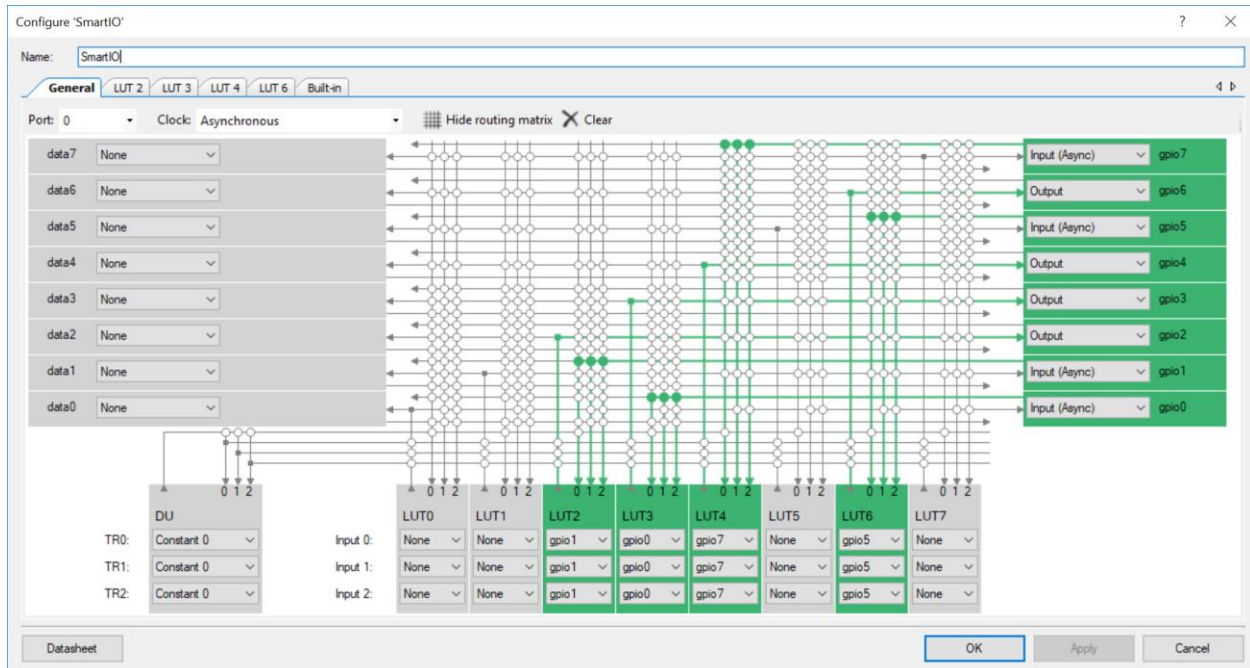 Configure 'SmartIO' ? ×
Name: SmartIO
General LUT 2 LUT 3 LUT 4 LUT 6 Built-in
Port: 0 Clock: Asynchronous Hide routing matrix Clear
data7 None Input (Async) gpio7
data6 None Output gpio6
data5 None Input (Async) gpio5
data4 None Output gpio4
data3 None Output gpio3
data2 None Output gpio2
data1 None Input (Async) gpio1
data0 None Input (Async) gpio0
0 1 2 0 1 2 0 1 2 0 1 2 0 1 2 0 1 2 0 1 2 0 1 2 0 1 2
DU LUT0 LUT1 LUT2 LUT3 LUT4 LUT5 LUT6 LUT7
TR0: Constant 0 Input 0: None None gpio1 gpio0 gpio7 None gpio5 None
TR1: Constant 0 Input 1: None None gpio1 gpio0 gpio7 None gpio5 None
TR2: Constant 0 Input 2: None None gpio1 gpio0 gpio7 None gpio5 None
Datasheet OK Apply Cancel